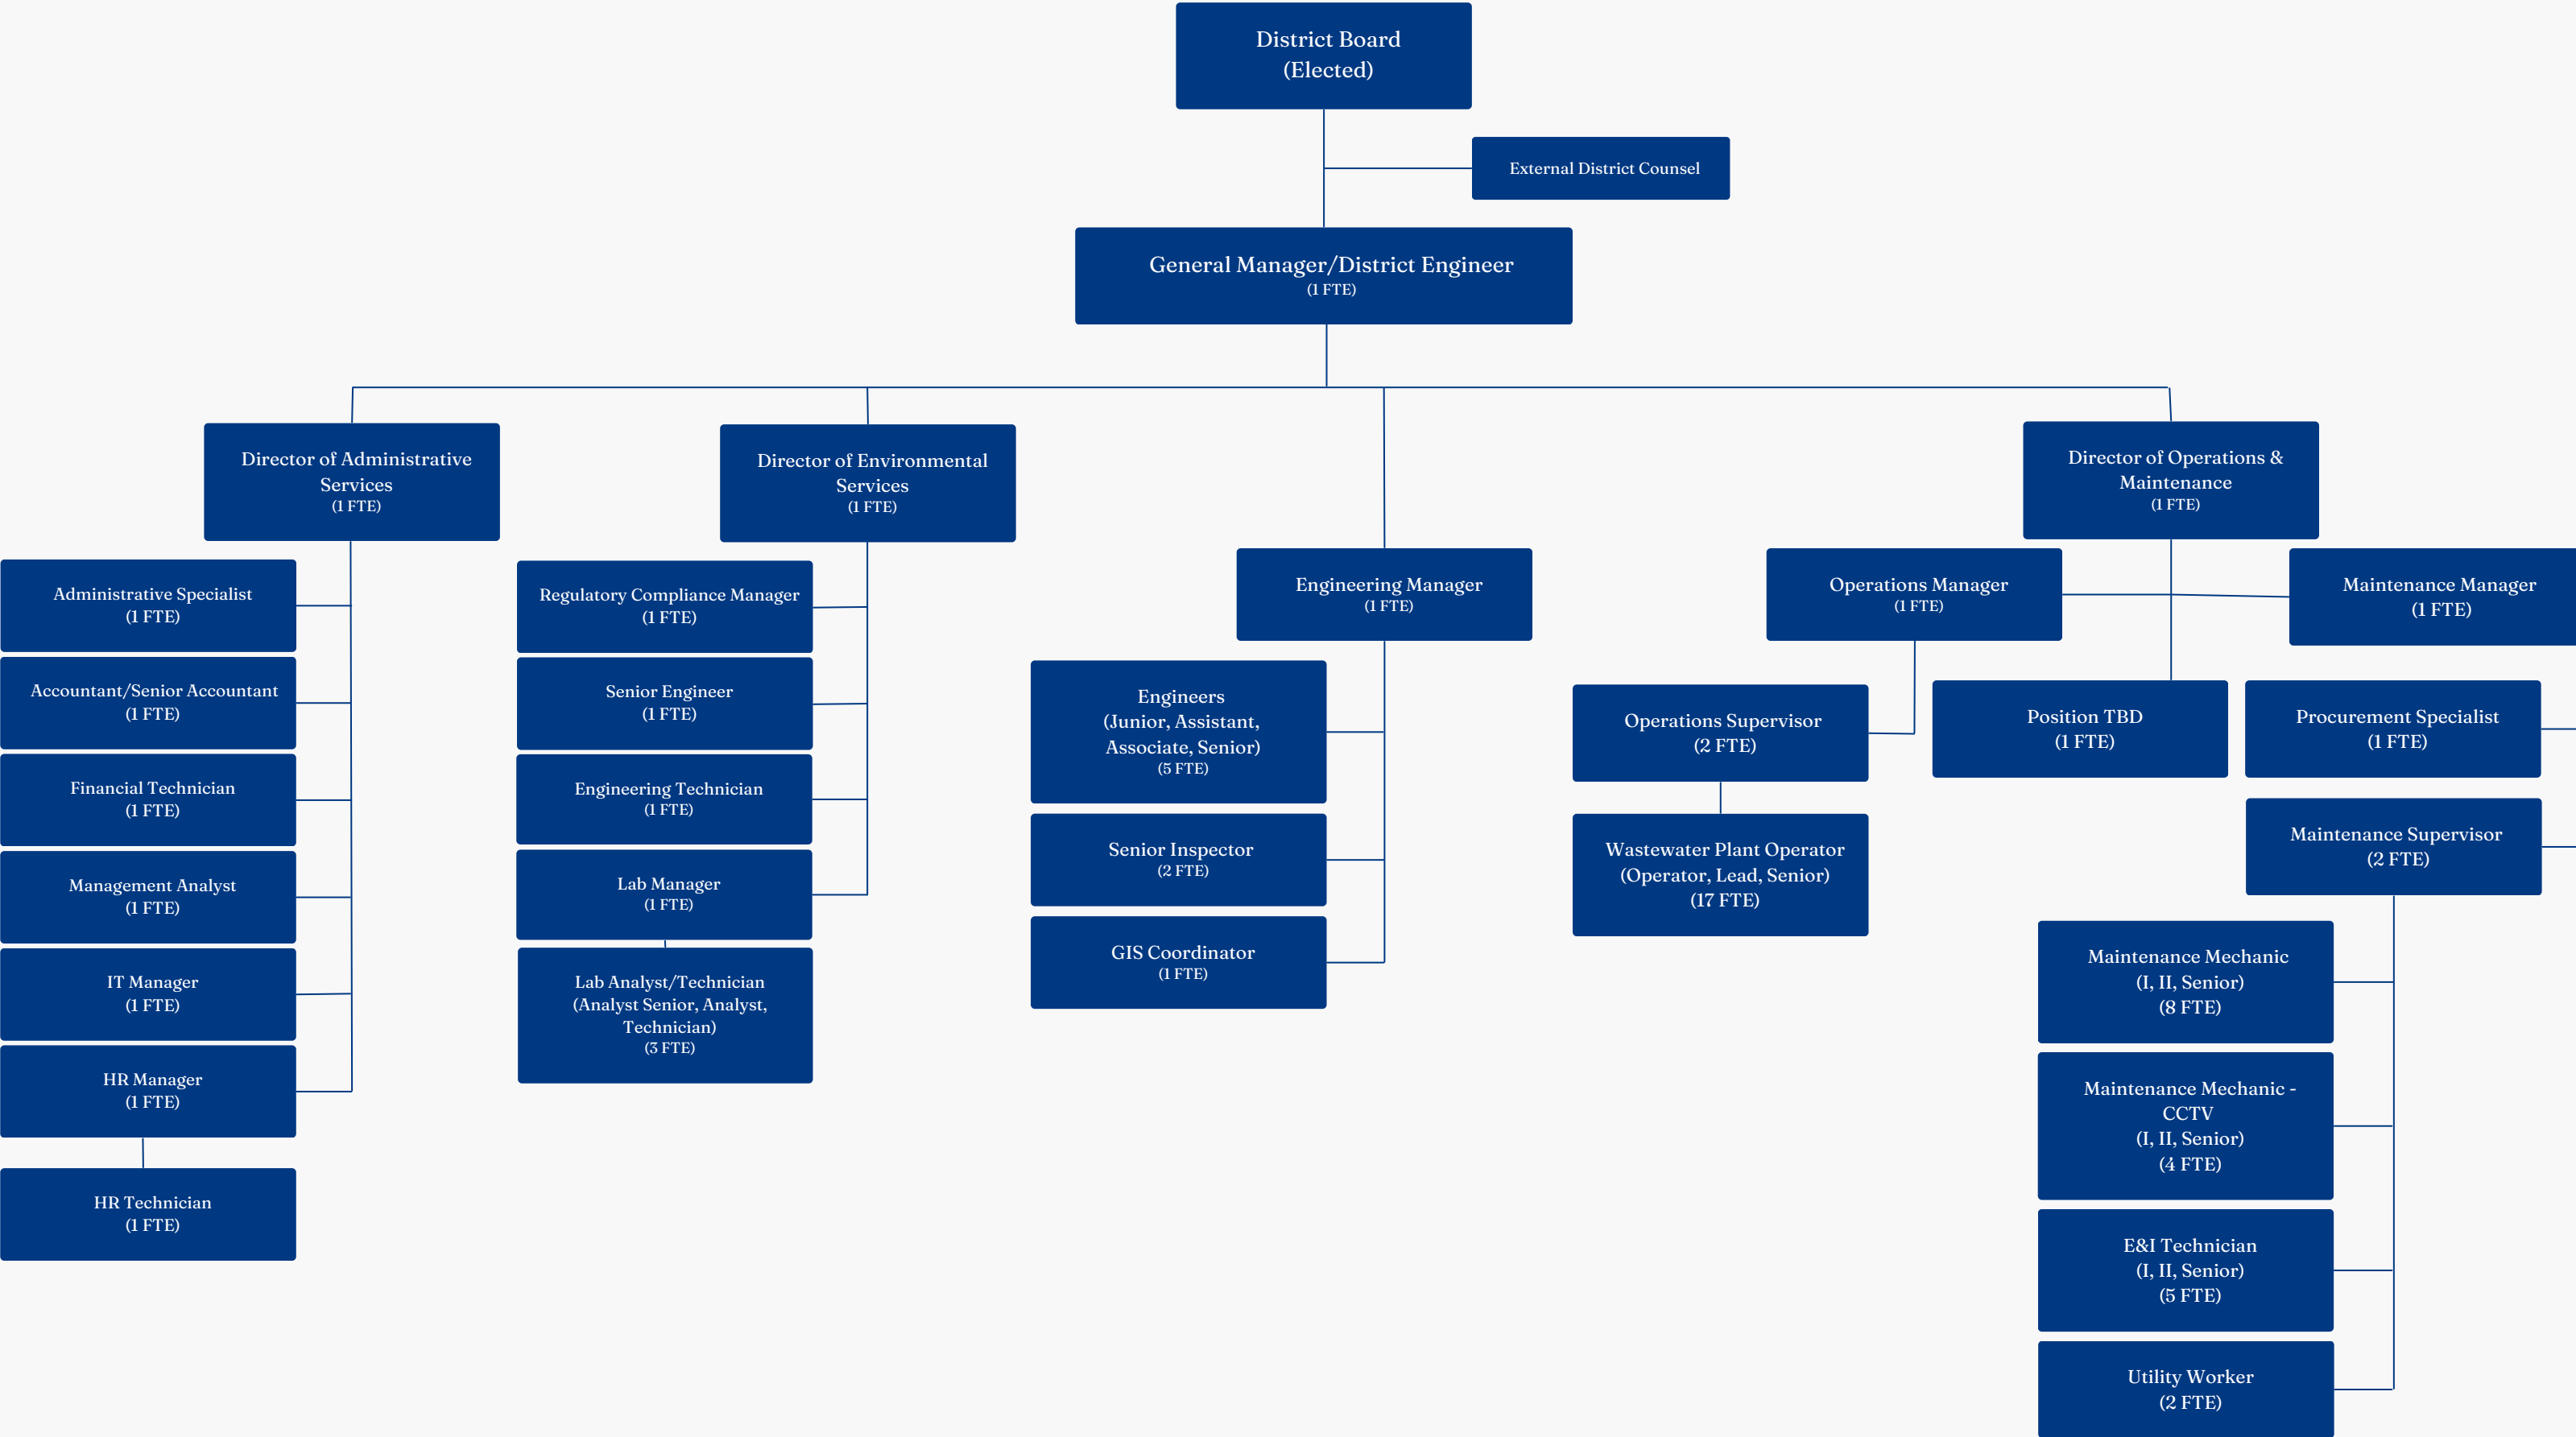 District Board
(Elected)
External District Counsel
General Manager/District Engineer
(1 FTE)
Director of Administrative
Services
(1 FTE)
Administrative Specialist
(1 FTE)
Accountant/Senior Accountant
(1 FTE)
Financial Technician
(1 FTE)
Management Analyst
(1 FTE)
IT Manager
(1 FTE)
HR Manager
(1 FTE)
HR Technician
(1 FTE)
Director of Environmental
Services
(1 FTE)
Regulatory Compliance Manager
(1 FTE)
Senior Engineer
(1 FTE)
Engineering Technician
(1 FTE)
Lab Manager
(1 FTE)
Lab Analyst/Technician
(Analyst Senior, Analyst,
Technician)
(3 FTE)
Engineering Manager
(1 FTE)
Engineers
(Junior, Assistant,
Associate, Senior)
(5 FTE)
Senior Inspector
(2 FTE)
GIS Coordinator
(1 FTE)
Director of Operations &
Maintenance
(1 FTE)
Operations Manager
(1 FTE)
Operations Supervisor
(2 FTE)
Wastewater Plant Operator
(Operator, Lead, Senior)
(17 FTE)
Position TBD
(1 FTE)
Maintenance Manager
(1 FTE)
Procurement Specialist
(1 FTE)
Maintenance Supervisor
(2 FTE)
Maintenance Mechanic
(I, II, Senior)
(8 FTE)
Maintenance Mechanic -
CCTV
(I, II, Senior)
(4 FTE)
E&I Technician
(I, II, Senior)
(5 FTE)
Utility Worker
(2 FTE)